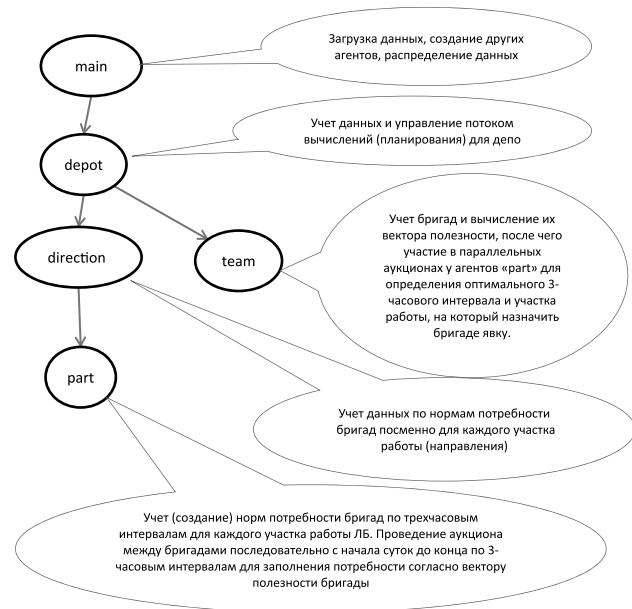 main
Загрузка данных, создание других
агентов, распределение данных
depot
Учет данных и управление потоком
вычислений (планирования) для депо
direction
team
Учет бригад и вычисление их
вектора полезности, после чего
участие в параллельных
аукционах у агентов «part» для
определения оптимального 3-
часового интервала и участка
работы, на который назначить
бригаде явку.
part
Учет данных по нормам потребности
бригад посменно для каждого участка
работы (направления)
Учет (создание) норм потребности бригад по трехчасовым
интервалам для каждого участка работы ЛБ. Проведение аукциона
между бригадами последовательно с начала суток до конца по 3-
часовым интервалам для заполнения потребности согласно вектору
полезности бригады